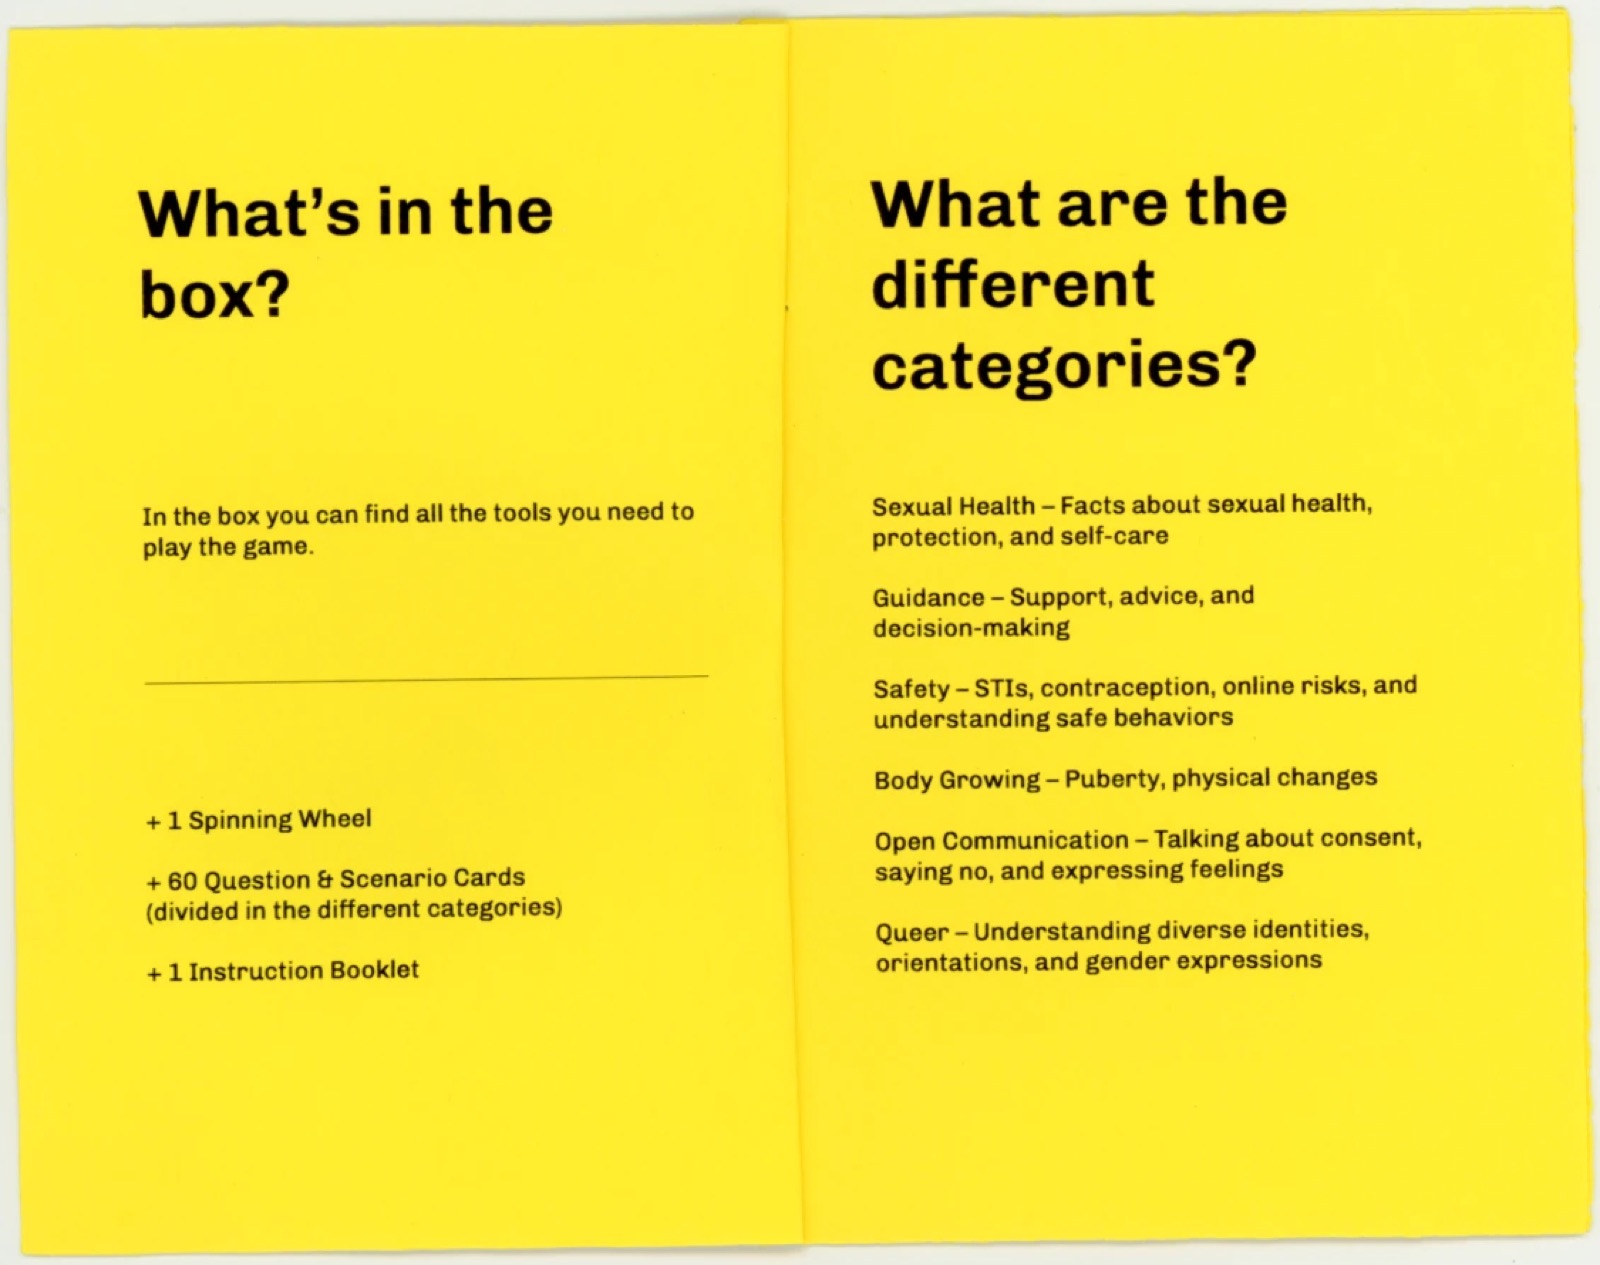 What’s in the
box?
In the box you can find all the tools you need to
play the game.
+ 1 Spinning Wheel
+ 60 Question & Scenario Cards
(divided in the different categories)
+ 1 Instruction Booklet
What are the
different
categories?
Sexual Health – Facts about sexual health,
protection, and self-care
Guidance – Support, advice, and
decision-making
Safety – STIs, contraception, online risks, and
understanding safe behaviors
Body Growing – Puberty, physical changes
Open Communication – Talking about consent,
saying no, and expressing feelings
Queer – Understanding diverse identities,
orientations, and gender expressions